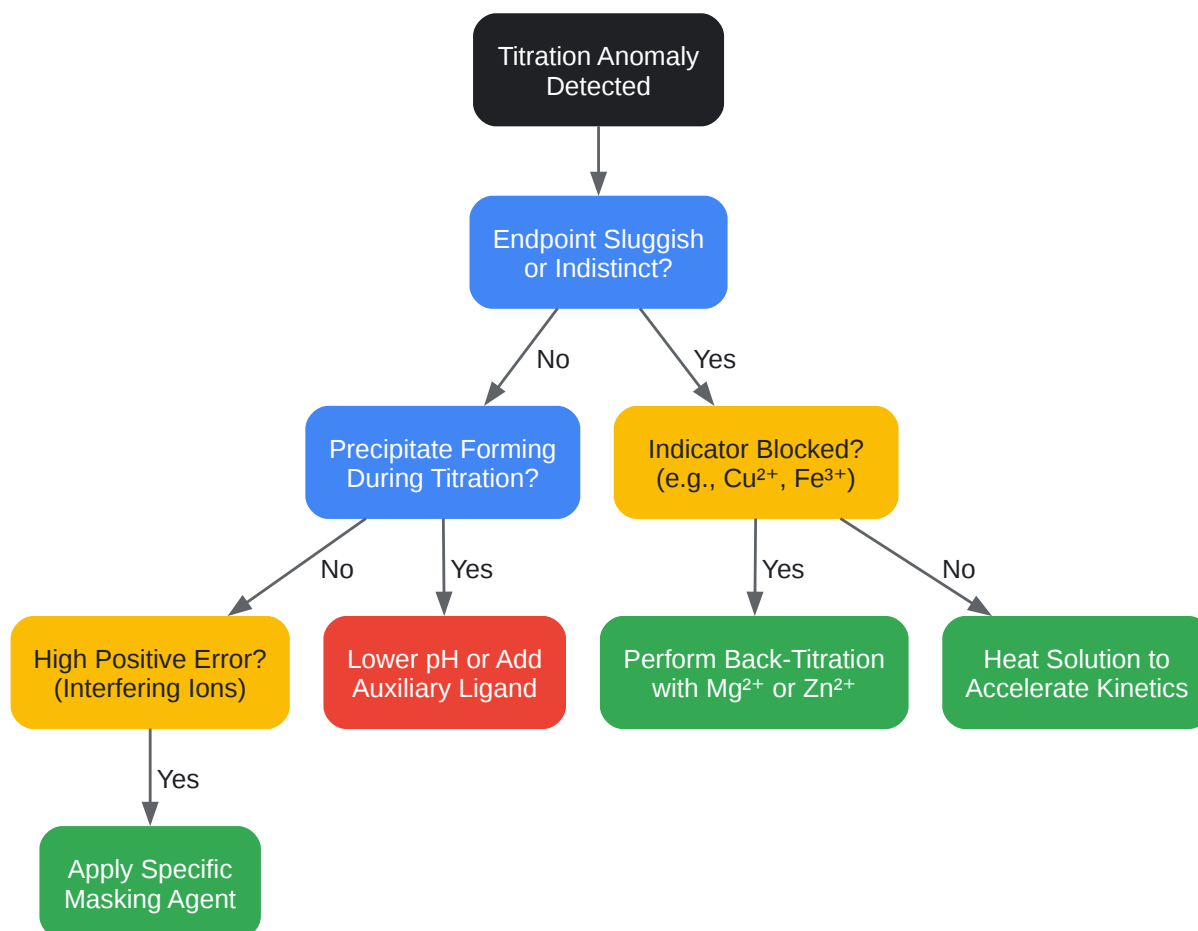 Titration Anomaly
Detected
Endpoint Sluggish
or Indistinct?
No
Yes
Precipitate Forming
During Titration?
Indicator Blocked?
(e.g., Cu²⁺, Fe³⁺)
No
Yes
Yes
No
High Positive Error?
(Interfering Ions)
Lower pH or Add
Auxiliary Ligand
Perform Back-Titration
with Mg²⁺ or Zn²⁺
Heat Solution to
Accelerate Kinetics
Yes
Apply Specific
Masking Agent